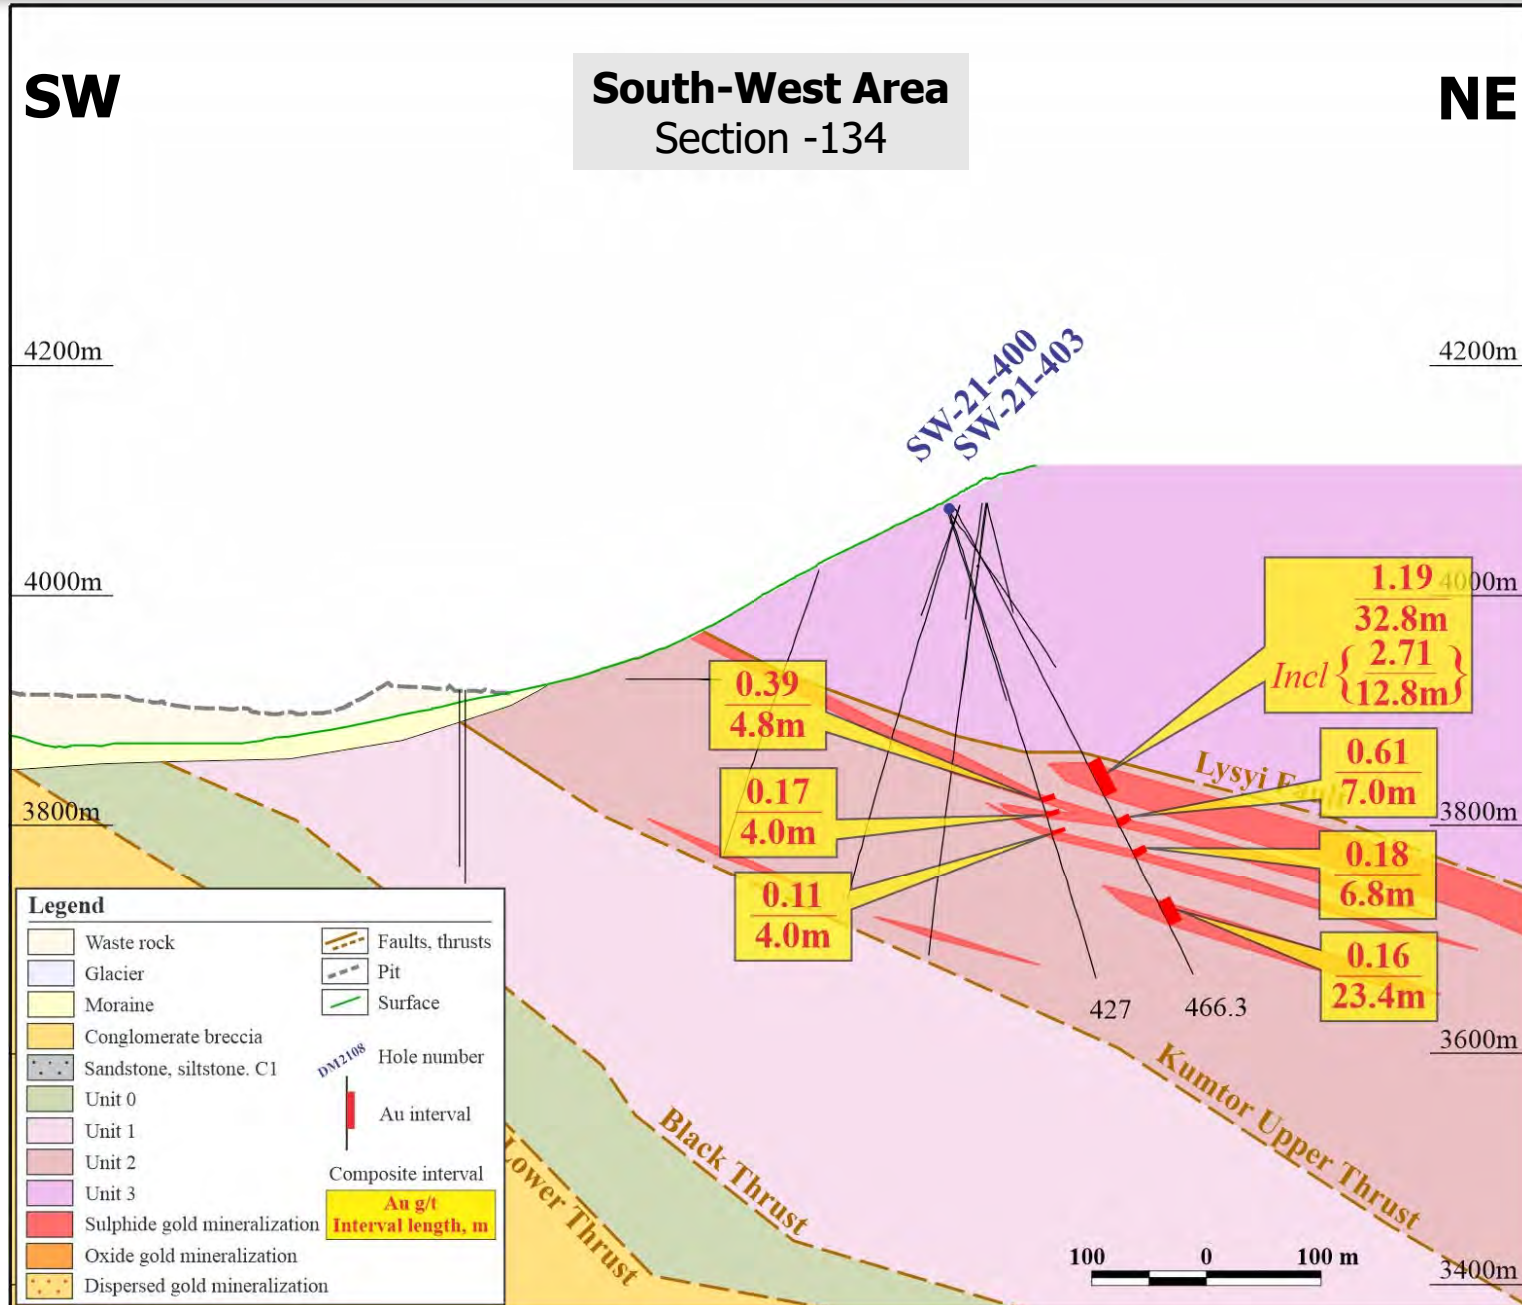 SW
South-West Area
Section -134
NE
4200m
4200m
SW-21-400
SW-21-403
4000m
4000m
1.19
32.8m
Incl { 2.71
12.8m }
0.39
4.8m
Lysyi Fault
0.61
7.0m
0.17
4.0m
3800m
3800m
0.18
6.8m
0.11
4.0m
0.16
23.4m
427
466.3
3600m
Kumtor Upper Thrust
Black Thrust
Lower Thrust
100 0 100 m
3400m
Legend
Waste rock
Glacier
Moraine
Conglomerate breccia
Sandstone, siltstone. C1
Unit 0
Unit 1
Unit 2
Unit 3
Sulphide gold mineralization
Oxide gold mineralization
Dispersed gold mineralization
Faults, thrusts
Pit
Surface
DM2108
Hole number
Au interval
Composite interval
Au g/t
Interval length, m